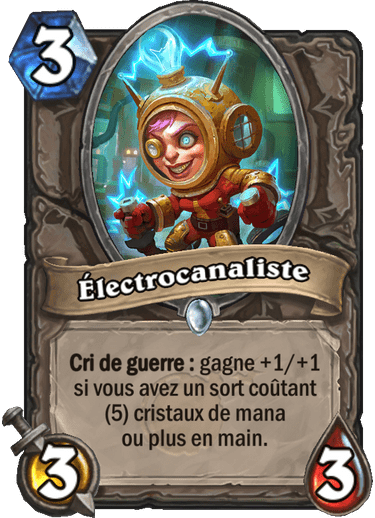 3
Électrocanaliste
Cri de guerre : gagne +1/+1
si vous avez un sort coûtant
(5) cristaux de mana
ou plus en main.
3
3